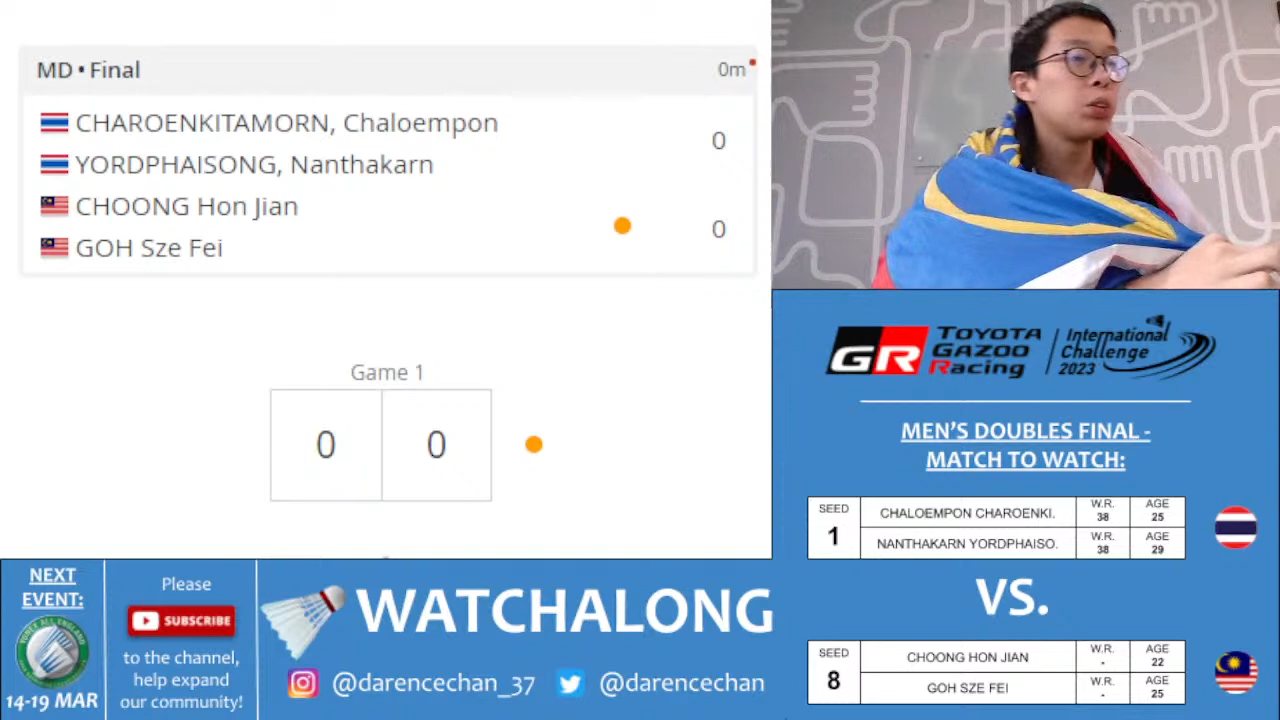 MD • Final
0m
CHAROENKITAMORN, Chaloempon
YORDPHAISONG, Nanthakarn
0
CHOONG Hon Jian
GOH Sze Fei
0
Game 1
0 0
GR TOYOTA GAZOO Racing
International Challenge 2023
MEN'S DOUBLES FINAL -
MATCH TO WATCH:
SEED 1
CHALOEMPON CHAROENKI. W.R. 38 AGE 25
NANTHAKARN YORDPHAISO. W.R. 38 AGE 29
VS.
SEED 8
CHOONG HON JIAN W.R. - AGE 22
GOH SZE FEI W.R. - AGE 25
NEXT
EVENT:
14-19 MAR
Please
SUBSCRIBE
to the channel,
help expand
our community!
WATCHALONG
@darencechan_37
@darencechan